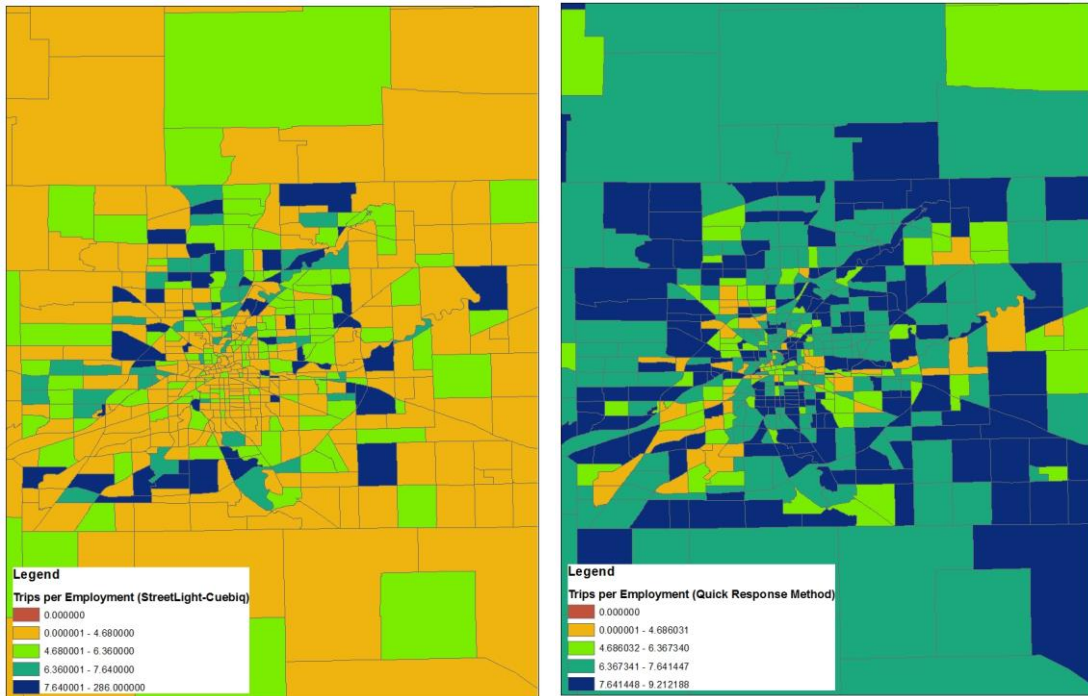 Legend
Trips per Employment (StreetLight-Cuebiq)
0.000000
0.000001 - 4.680000
4.680001 - 6.360000
6.360001 - 7.640000
7.640001 - 286.000000
Legend
Trips per Employment (Quick Response Method)
0.000000
0.000001 - 4.686031
4.686032 - 6.367340
6.367341 - 7.641447
7.641448 - 9.212188